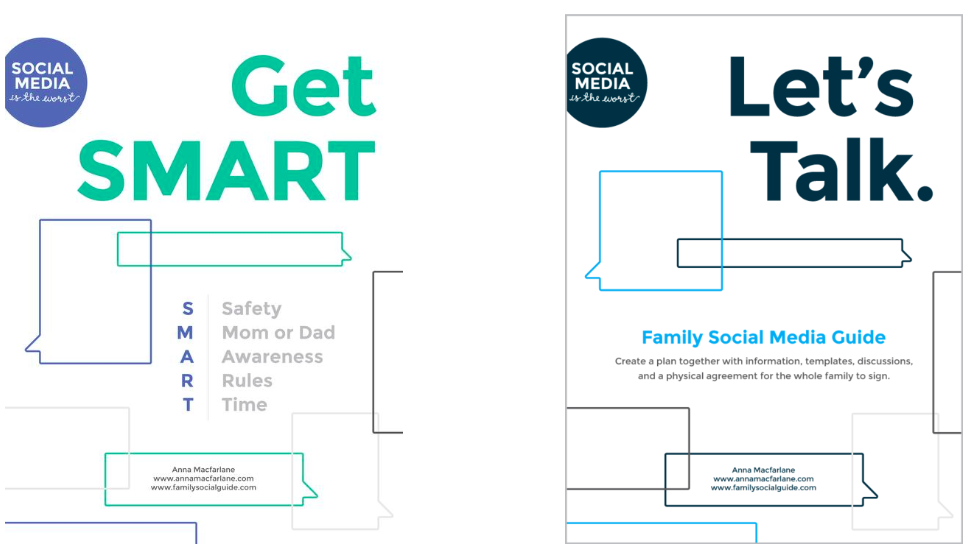 SOCIAL
MEDIA
is the worst
Get
SMART
S Safety
M Mom or Dad
A Awareness
R Rules
T Time
Anna Macfarlane
www.annamacfarlane.com
www.familysocialguide.com
SOCIAL
MEDIA
is the worst
Let's
Talk.
Family Social Media Guide
Create a plan together with information, templates, discussions,
and a physical agreement for the whole family to sign.
Anna Macfarlane
www.annamacfarlane.com
www.familysocialguide.com